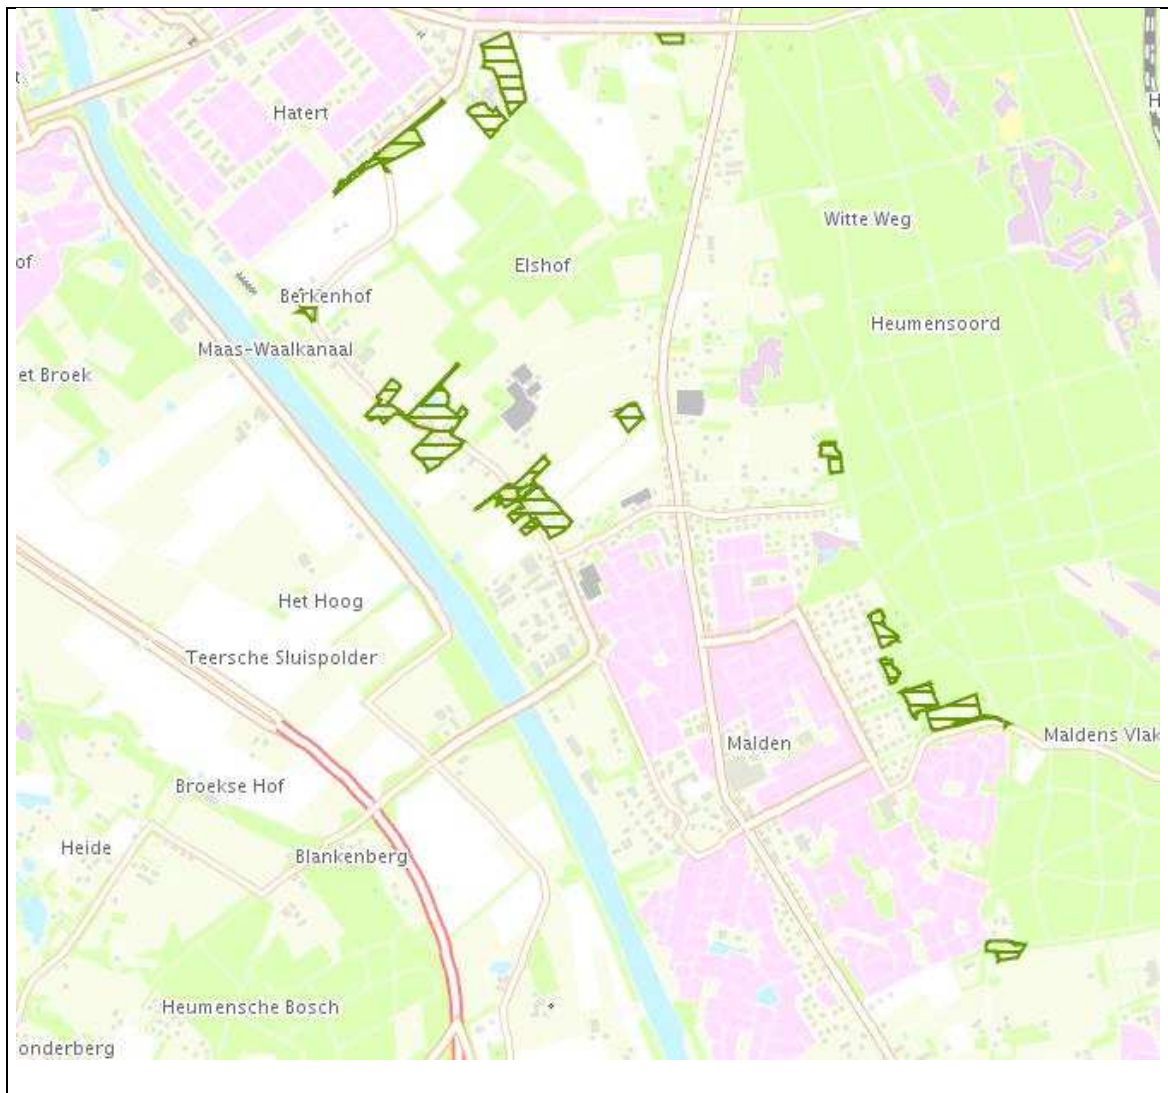 t.
H
Hatert
Witte Weg
of
Elshof
Berkenhof
Heumensoord
Maas-Waalkanaal
et Broek
Het Hoog
Teersche Sluispolder
Maldens Vlak
Malden
Broekse Hof
Heide
Blankenberg
Heumensche Bosch
onderberg